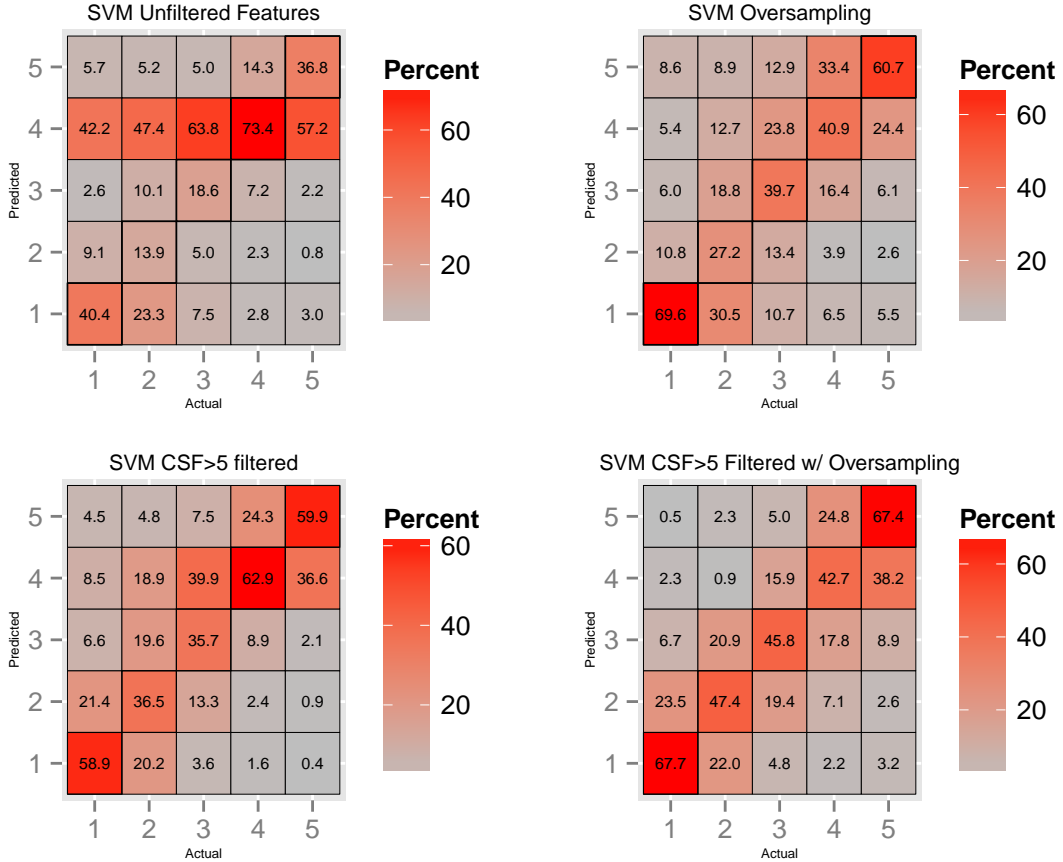 SVM Unfiltered Features
5 5.7 5.2 5.0 14.3 36.8
4 42.2 47.4 63.8 73.4 57.2
3 2.6 10.1 18.6 7.2 2.2
2 9.1 13.9 5.0 2.3 0.8
1 40.4 23.3 7.5 2.8 3.0
1 2 3 4 5
Actual
Predicted
Percent
60
40
20
SVM Oversampling
5 8.6 8.9 12.9 33.4 60.7
4 5.4 12.7 23.8 40.9 24.4
3 6.0 18.8 39.7 16.4 6.1
2 10.8 27.2 13.4 3.9 2.6
1 69.6 30.5 10.7 6.5 5.5
1 2 3 4 5
Actual
Predicted
Percent
60
40
20
SVM CSF>5 filtered
5 4.5 4.8 7.5 24.3 59.9
4 8.5 18.9 39.9 62.9 36.6
3 6.6 19.6 35.7 8.9 2.1
2 21.4 36.5 13.3 2.4 0.9
1 58.9 20.2 3.6 1.6 0.4
1 2 3 4 5
Actual
Predicted
Percent
60
40
20
SVM CSF>5 Filtered w/ Oversampling
5 0.5 2.3 5.0 24.8 67.4
4 2.3 0.9 15.9 42.7 38.2
3 6.7 20.9 45.8 17.8 8.9
2 23.5 47.4 19.4 7.1 2.6
1 67.7 22.0 4.8 2.2 3.2
1 2 3 4 5
Actual
Predicted
Percent
60
40
20